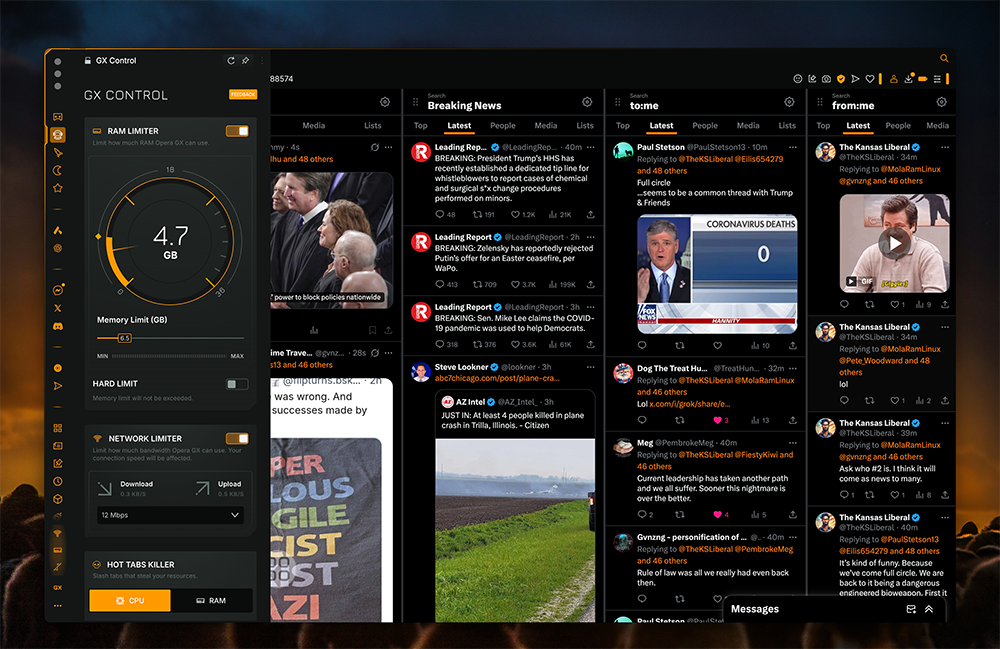 GX Control
GX CONTROL
FEEDBACK
RAM LIMITER
Limit how much RAM Opera GX can use.
18
4.7
GB
0
36
Memory Limit (GB)
6.5
MIN
MAX
HARD LIMIT
Memory limit will not be exceeded.
NETWORK LIMITER
Limit how much bandwidth Opera GX can use. Your
connection speed will be affected.
Download
0.3 KB/S
Upload
0.5 KB/S
12 Mbps
HOT TABS KILLER
Slash tabs that steal your resources.
CPU
RAM
GX
88574
Media
Lists
· 4s
and 48 others
power to block policies nationwide
ime Trave... @gvnz... · 28s
and 46 others
@flipturns.bsk... · 2h
was wrong. And
successes made by
Search
Breaking News
Top
Latest
People
Media
Lists
Leading Rep... @LeadingRep... · 40m
BREAKING: President Trump's HHS has
recently established a dedicated tip line for
whistleblowers to report cases of chemical
and surgical s*x change procedures
performed on minors.
48
191
1.2K
21K
Leading Report @LeadingReport · 2h
BREAKING: Zelensky has reportedly rejected
Putin's offer for an Easter ceasefire, per
WaPo.
413
709
3.7K
199K
Leading Report @LeadingReport · 3h
BREAKING: Sen. Mike Lee claims the COVID-
19 pandemic was used to help Democrats.
318
376
3.6K
61K
Steve Lookner @lookner · 3h
abc7chicago.com/post/plane-cra...
AZ Intel @AZ_Intel_ · 3h
JUST IN: At least 4 people killed in plane
crash in Trilla, Illinois. - Citizen
Search
to:me
Top
Latest
People
Media
Lists
Paul Stetson @PaulStetson13 · 10m
Replying to @TheKSLiberal @Eilis654279
and 48 others
Full circle
...seems to be a common thread with Trump
& Friends
CORONAVIRUS DEATHS
0
FOX
NEWS
HANNITY
10
Dog The Treat Hu... @TreatHun... · 32m
Replying to @TheKSLiberal @MolaRamLinux
and 46 others
Lol x.com/i/grok/share/e...
3
13
Meg @PembrokeMeg · 40m
Replying to @TheKSLiberal @FiestyKiwi and
46 others
Current leadership has taken another path
and we all suffer. Sooner this nightmare is
over the better.
2
4
5
Gvnzng - personification of ... @... · 40m
Replying to @TheKSLiberal @PembrokeMeg
and 46 others
Rule of law was all we really had even back
then.
Paul Stetson
Search
from:me
Top
Latest
People
Media
The Kansas Liberal
@TheKSLiberal · 34m
Replying to @MolaRamLinux
@gvnzng and 46 others
GIF
[Giggle]
1
9
The Kansas Liberal
@TheKSLiberal · 34m
Replying to @MolaRamLinux
@Pete_Woodward and 48
others
lol
1
2
The Kansas Liberal
@TheKSLiberal · 39m
Replying to @MolaRamLinux
@gvnzng and 46 others
Ask who #2 is. I think it will
come as news to many.
1
1
8
The Kansas Liberal
@TheKSLiberal · 40m
Replying to @PaulStetson13
@Eilis654279 and 48 others
It's kind of funny. Because
we've come full circle. We are
back to it being a dangerous
engineered bioweapon. First it
Messages